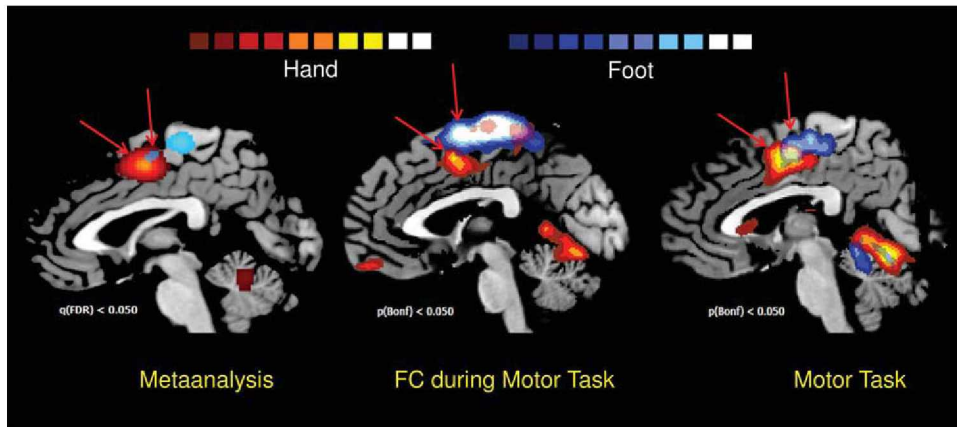 Hand
Foot
q(FDR) < 0.050
p(Bonf) < 0.050
p(Bonf) < 0.050
Metaanalysis
FC during Motor Task
Motor Task